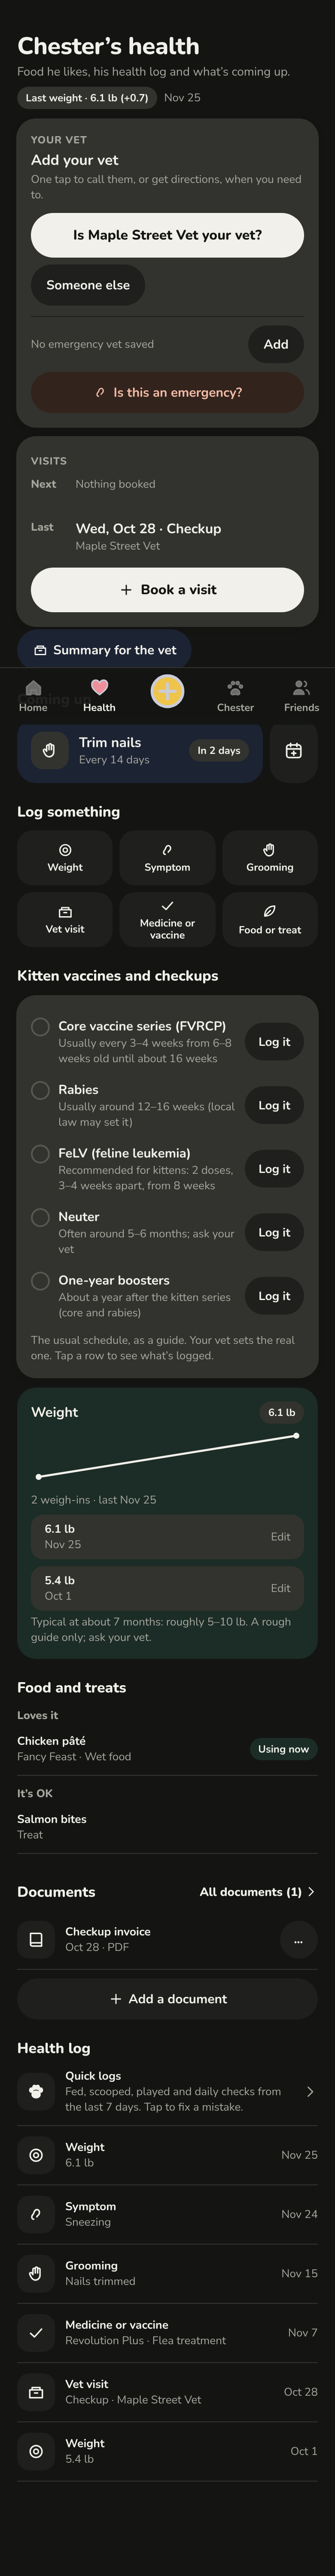 Chester’s health
Food he likes, his health log and what’s coming up.
Last weight · 6.1 lb (+0.7) Nov 25
YOUR VET
Add your vet
One tap to call them, or get directions, when you need
to.
Is Maple Street Vet your vet?
Someone else
No emergency vet saved
Add
Is this an emergency?
VISITS
Next Nothing booked
Last Wed, Oct 28 · Checkup
Maple Street Vet
Book a visit
Summary for the vet
Coming up
Home Health Chester Friends
Trim nails
Every 14 days
In 2 days
Log something
Weight Symptom Grooming
Vet visit Medicine or
vaccine Food or treat
Kitten vaccines and checkups
Core vaccine series (FVRCP)
Usually every 3–4 weeks from 6–8
weeks old until about 16 weeks
Log it
Rabies
Usually around 12–16 weeks (local
law may set it)
Log it
FeLV (feline leukemia)
Recommended for kittens: 2 doses,
3–4 weeks apart, from 8 weeks
Log it
Neuter
Often around 5–6 months; ask your
vet
Log it
One-year boosters
About a year after the kitten series
(core and rabies)
Log it
The usual schedule, as a guide. Your vet sets the real
one. Tap a row to see what’s logged.
Weight 6.1 lb
2 weigh-ins · last Nov 25
6.1 lb
Nov 25
Edit
5.4 lb
Oct 1
Edit
Typical at about 7 months: roughly 5–10 lb. A rough
guide only; ask your vet.
Food and treats
Loves it
Chicken pâté
Fancy Feast · Wet food
Using now
It’s OK
Salmon bites
Treat
Documents All documents (1)
Checkup invoice
Oct 28 · PDF
...
Add a document
Health log
Quick logs
Fed, scooped, played and daily checks from
the last 7 days. Tap to fix a mistake.
Weight
6.1 lb
Nov 25
Symptom
Sneezing
Nov 24
Grooming
Nails trimmed
Nov 15
Medicine or vaccine
Revolution Plus · Flea treatment
Nov 7
Vet visit
Checkup · Maple Street Vet
Oct 28
Weight
5.4 lb
Oct 1